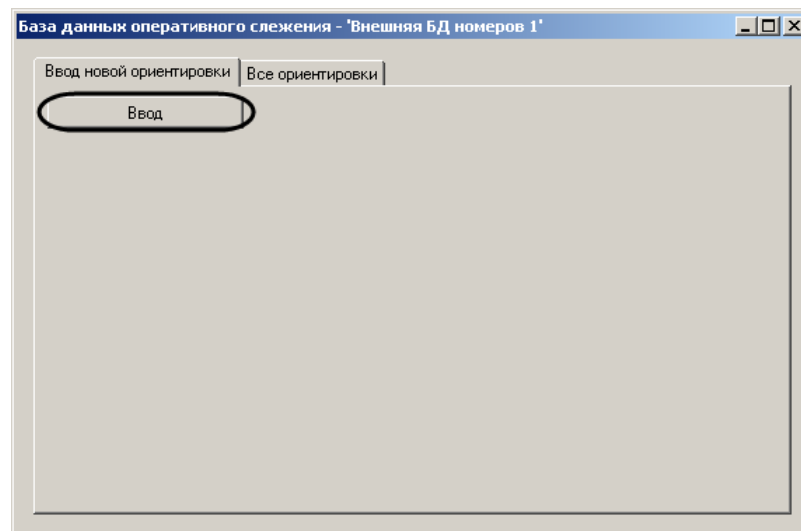 База данных оперативного слежения - 'Внешняя БД номеров 1'
Ввод новой ориентировки
Все ориентировки
Ввод